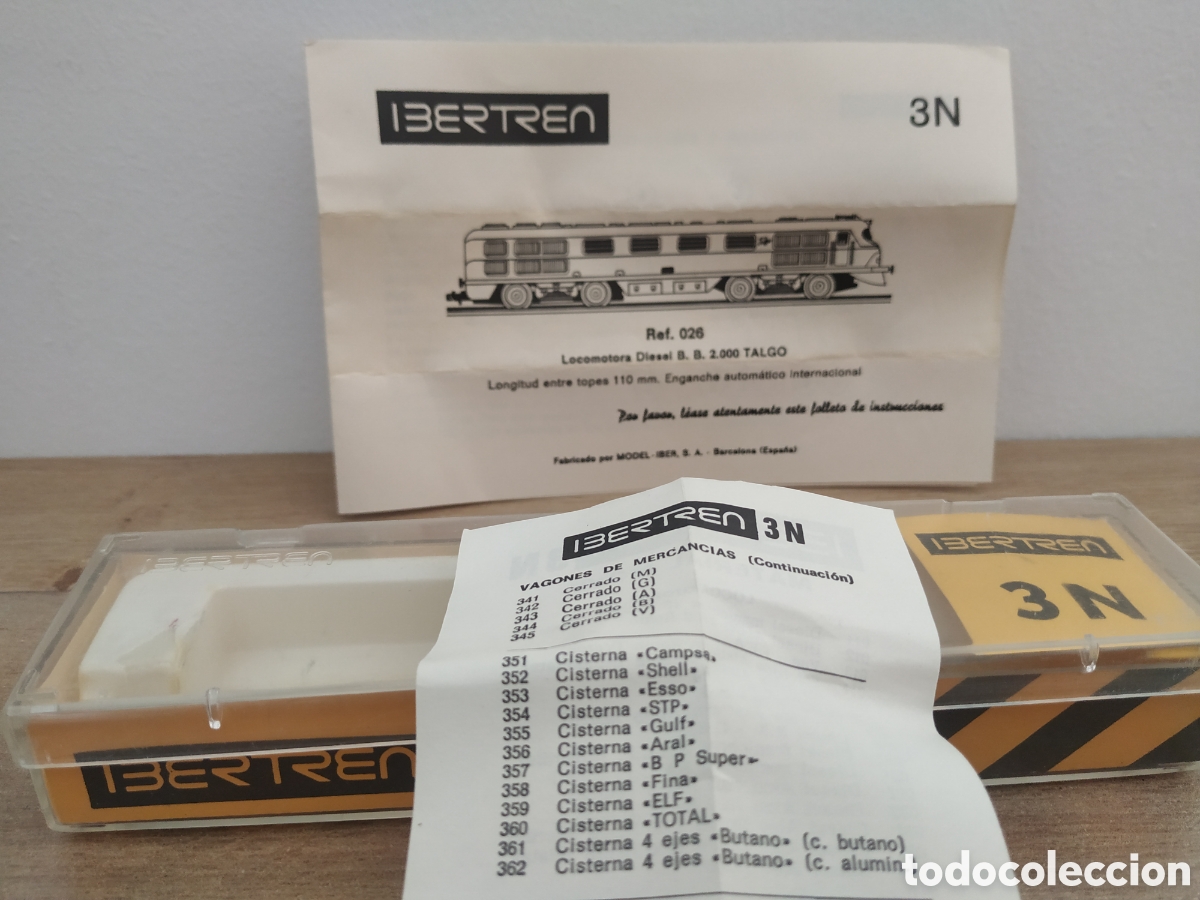 IBERTREN
3N
Ref. 026
Locomotora Diesel B. B. 2.000 TALGO
Longitud entre topes 110 mm. Enganche automático internacional
Por favor, léase atentamente este folleto de instrucciones
Fabricado por MODEL-IBER, S. A. - Barcelona (España)
IBERTREN 3N
VAGONES DE MERCANCIAS (Continuación)
341 Cerrado (M)
342 Cerrado (G)
343 Cerrado (A)
344 Cerrado (B)
345 Cerrado (V)
351 Cisterna «Campsa»
352 Cisterna «Shell»
353 Cisterna «Esso»
354 Cisterna «STP»
355 Cisterna «Gulf»
356 Cisterna «Aral»
357 Cisterna «B P Super»
358 Cisterna «Fina»
359 Cisterna «ELF»
360 Cisterna «TOTAL»
361 Cisterna 4 ejes «Butano» (c. butano)
362 Cisterna 4 ejes «Butano» (c. alumin
IBERTREN
IBERTREN
3N
IBERTREN
todocoleccion